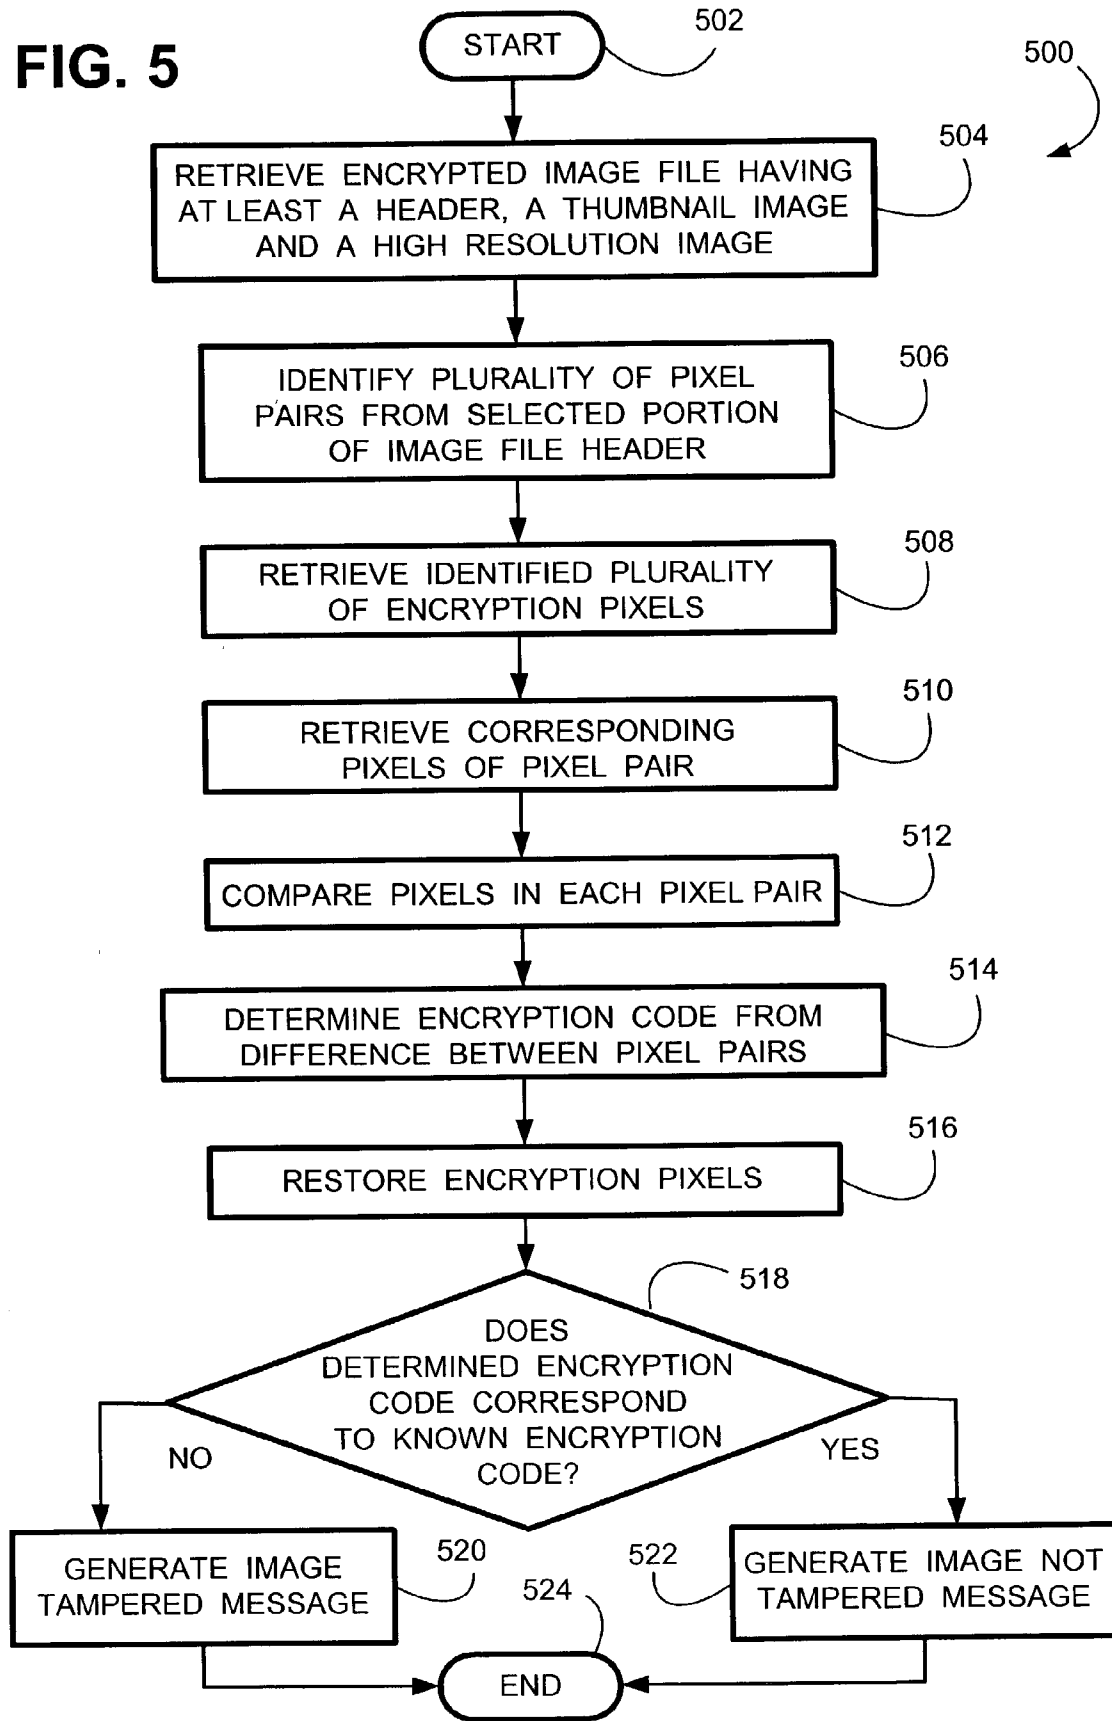 FIG. 5
START
502
500
504
RETRIEVE ENCRYPTED IMAGE FILE HAVING
AT LEAST A HEADER, A THUMBNAIL IMAGE
AND A HIGH RESOLUTION IMAGE
506
IDENTIFY PLURALITY OF PIXEL
PAIRS FROM SELECTED PORTION
OF IMAGE FILE HEADER
508
RETRIEVE IDENTIFIED PLURALITY
OF ENCRYPTION PIXELS
510
RETRIEVE CORRESPONDING
PIXELS OF PIXEL PAIR
512
COMPARE PIXELS IN EACH PIXEL PAIR
514
DETERMINE ENCRYPTION CODE FROM
DIFFERENCE BETWEEN PIXEL PAIRS
516
RESTORE ENCRYPTION PIXELS
518
DOES
DETERMINED ENCRYPTION
CODE CORRESPOND
TO KNOWN ENCRYPTION
CODE?
NO
YES
GENERATE IMAGE
TAMPERED MESSAGE
520
522
GENERATE IMAGE NOT
TAMPERED MESSAGE
524
END